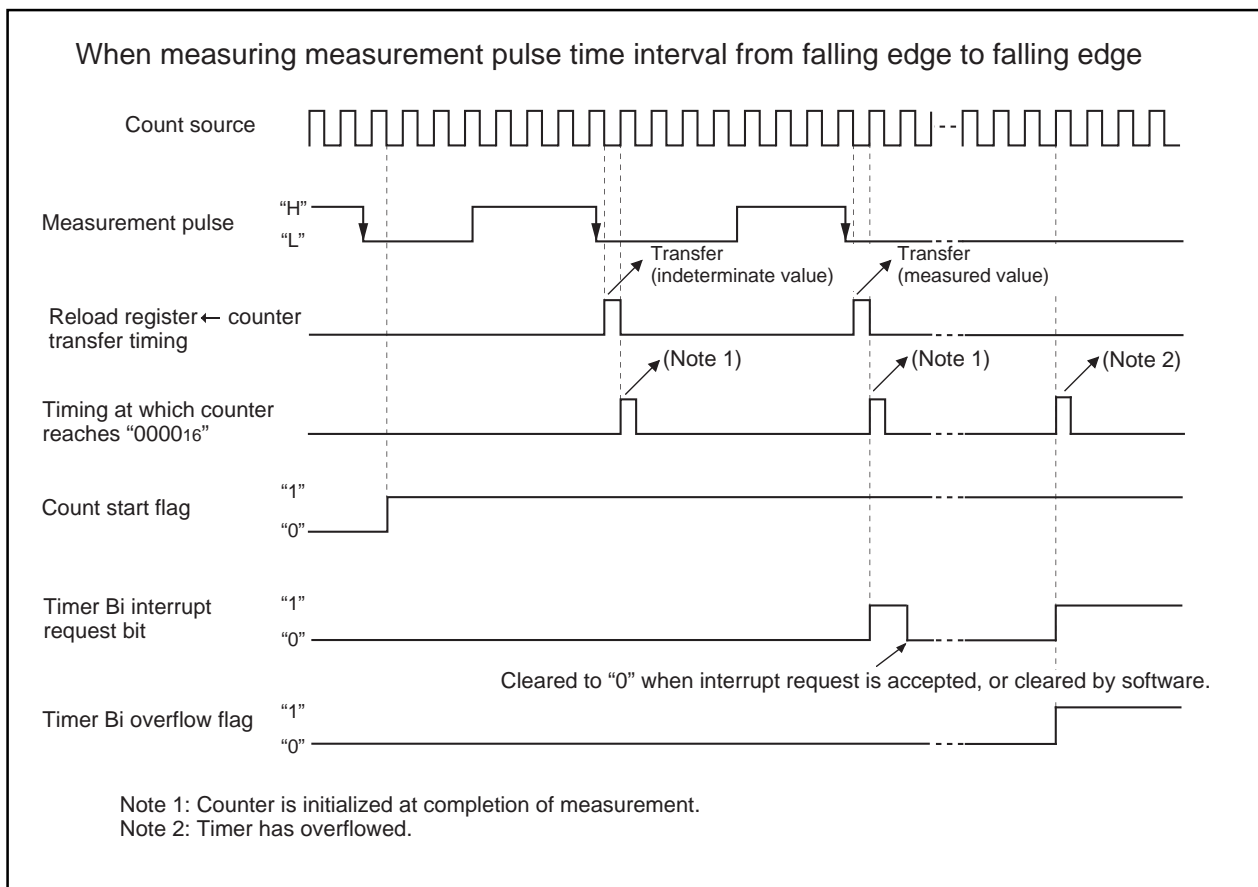 When measuring measurement pulse time interval from falling edge to falling edge
Count source
Measurement pulse
“H”
“L”
Transfer
(indeterminate value)
Transfer
(measured value)
Reload register ← counter
transfer timing
(Note 1)
(Note 1)
(Note 2)
Timing at which counter
reaches “000016”
Count start flag
“1”
“0”
Timer Bi interrupt
request bit
“1”
“0”
Cleared to “0” when interrupt request is accepted, or cleared by software.
Timer Bi overflow flag
“1”
“0”
Note 1: Counter is initialized at completion of measurement.
Note 2: Timer has overflowed.